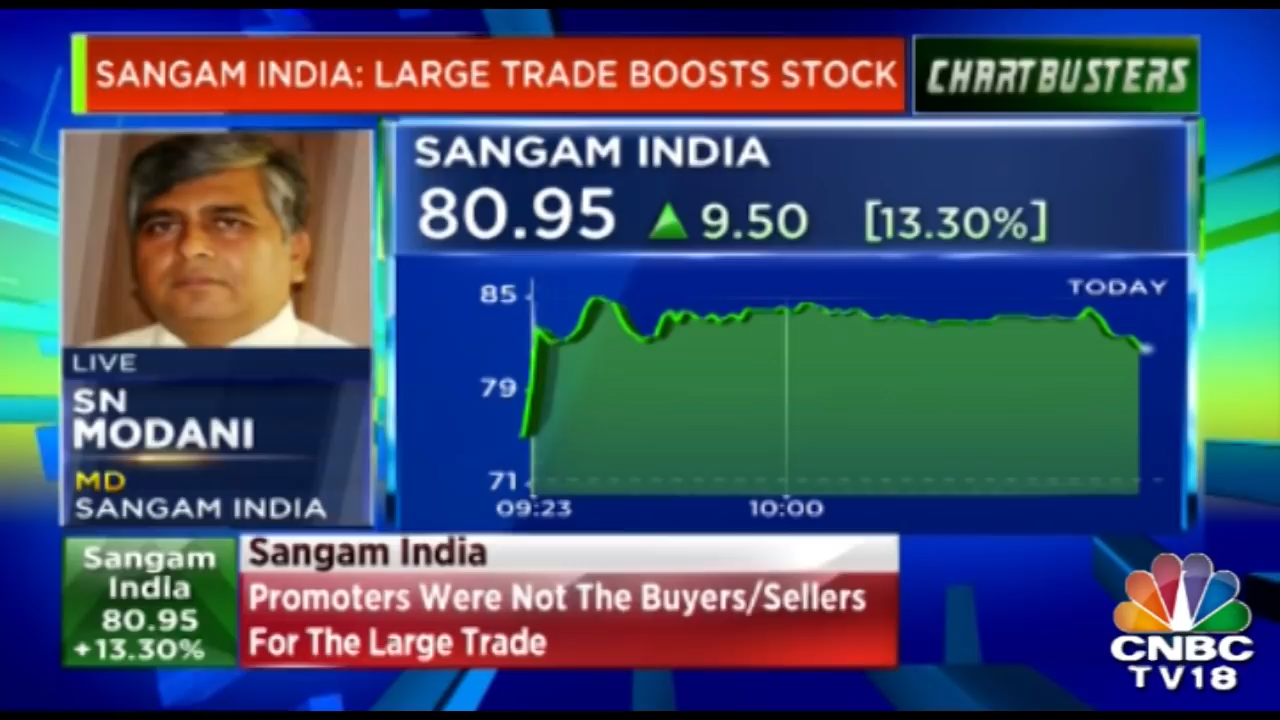 SANGAM INDIA: LARGE TRADE BOOSTS STOCK
CHARTBUSTERS
SANGAM INDIA
80.95 ▲ 9.50 [13.30%]
TODAY
85
79
71
09:23 10:00
LIVE
SN
MODANI
MD
SANGAM INDIA
Sangam
India
80.95
+13.30%
Sangam India
Promoters Were Not The Buyers/Sellers
For The Large Trade
CNBC
TV18